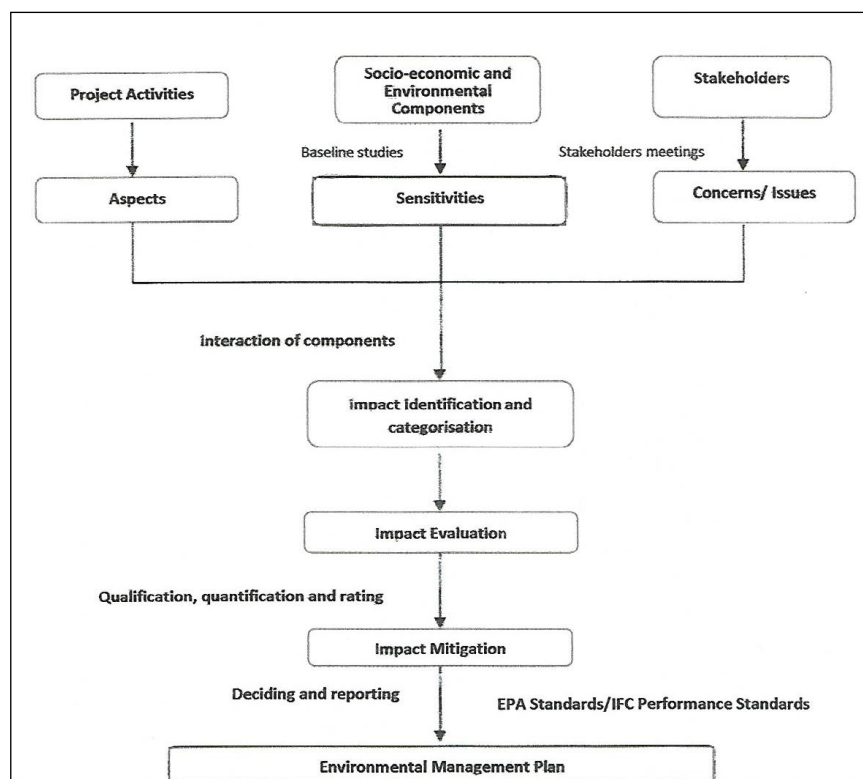 Project Activities
Socio-economic and
Environmental
Components
Stakeholders
Baseline studies
Stakeholders meetings
Aspects
Sensitivities
Concerns/ Issues
Interaction of components
Impact Identification and
categorisation
Impact Evaluation
Qualification, quantification and rating
Impact Mitigation
Deciding and reporting
EPA Standards/IFC Performance Standards
Environmental Management Plan